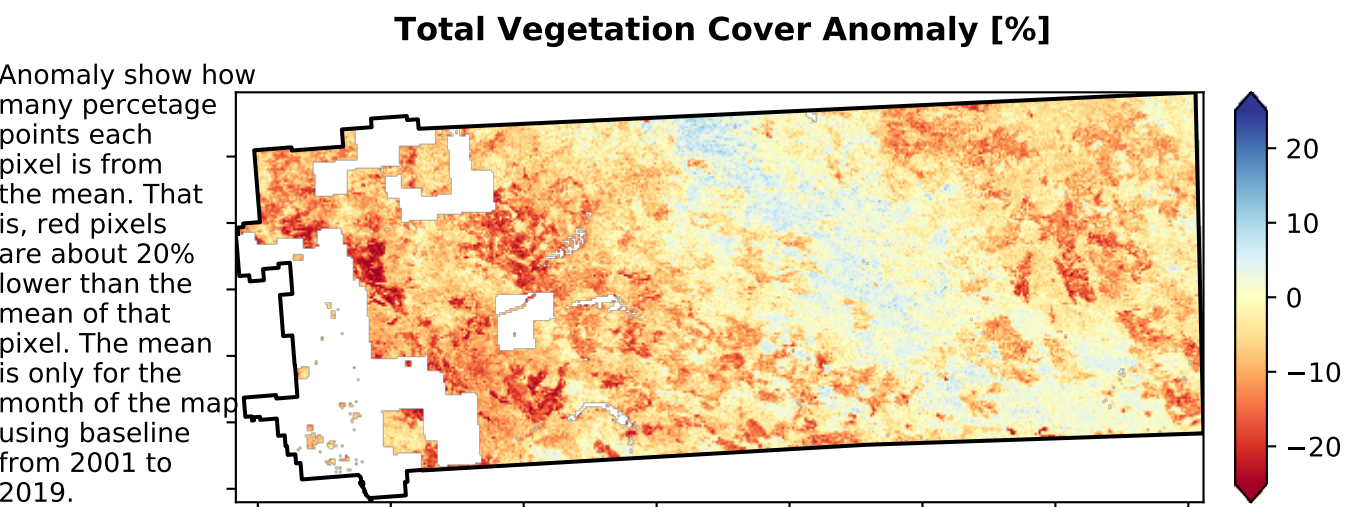 Total Vegetation Cover Anomaly [%]
Anomaly show how
many percetage
points each
pixel is from
the mean. That
is, red pixels
are about 20%
lower than the
mean of that
pixel. The mean
is only for the
month of the map
using baseline
from 2001 to
2019.
20
10
0
−10
−20